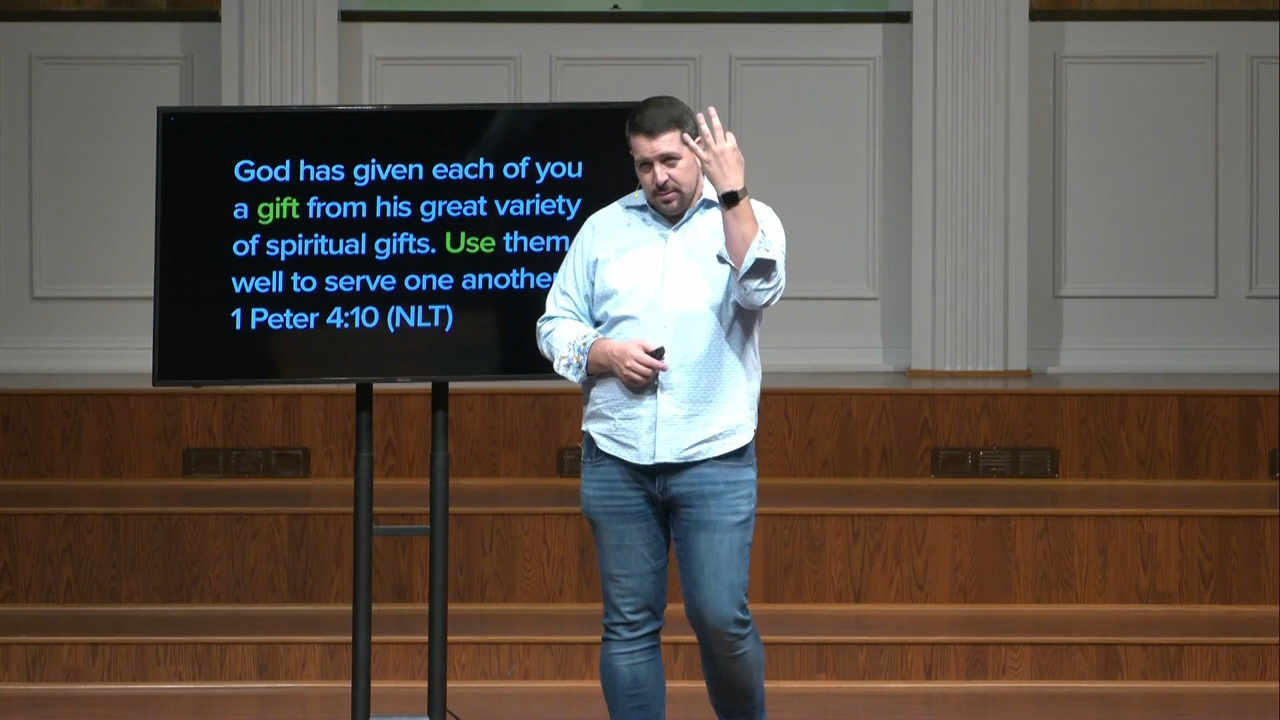 God has given each of you
a gift from his great variety
of spiritual gifts. Use them
well to serve one another
1 Peter 4:10 (NLT)